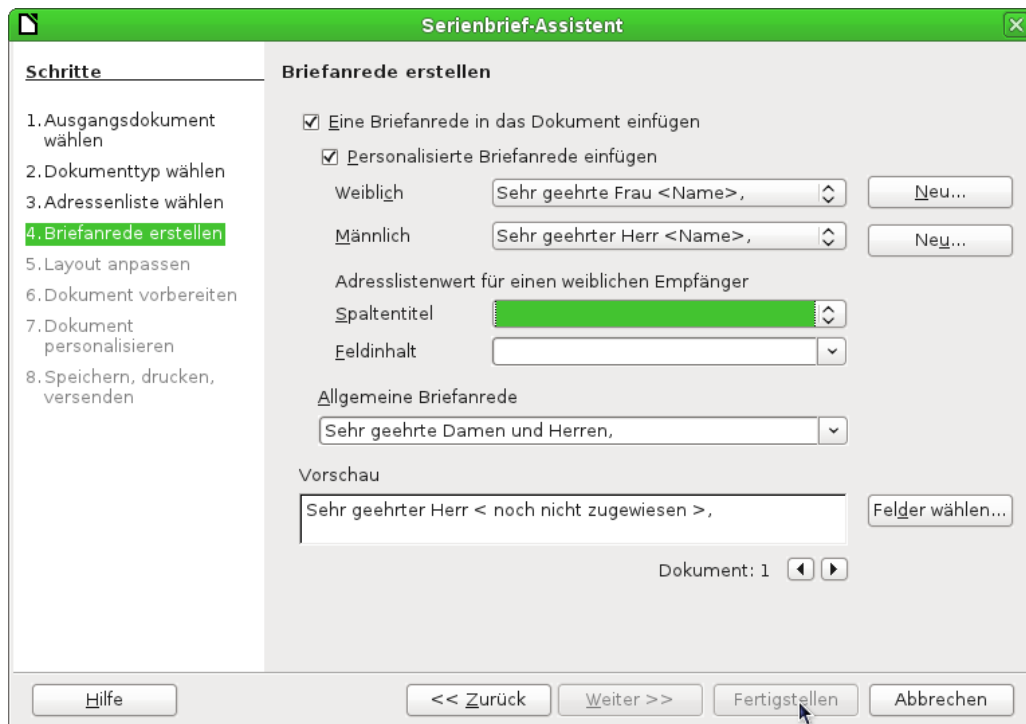 Serienbrief-Assistent
Schritte
1. Ausgangsdokument
wählen
2. Dokumenttyp wählen
3. Adressenliste wählen
4. Briefanrede erstellen
5. Layout anpassen
6. Dokument vorbereiten
7. Dokument
personalisieren
8. Speichern, drucken,
versenden
Briefanrede erstellen
Eine Briefanrede in das Dokument einfügen
Personalisierte Briefanrede einfügen
Weiblich Sehr geehrte Frau <Name>, Neu...
Männlich Sehr geehrter Herr <Name>, Neu...
Adresslistenwert für einen weiblichen Empfänger
Spaltentitel
Feldinhalt
Allgemeine Briefanrede
Sehr geehrte Damen und Herren,
Vorschau
Sehr geehrter Herr < noch nicht zugewiesen >, Felder wählen...
Dokument: 1
Hilfe << Zurück Weiter >> Fertigstellen Abbrechen